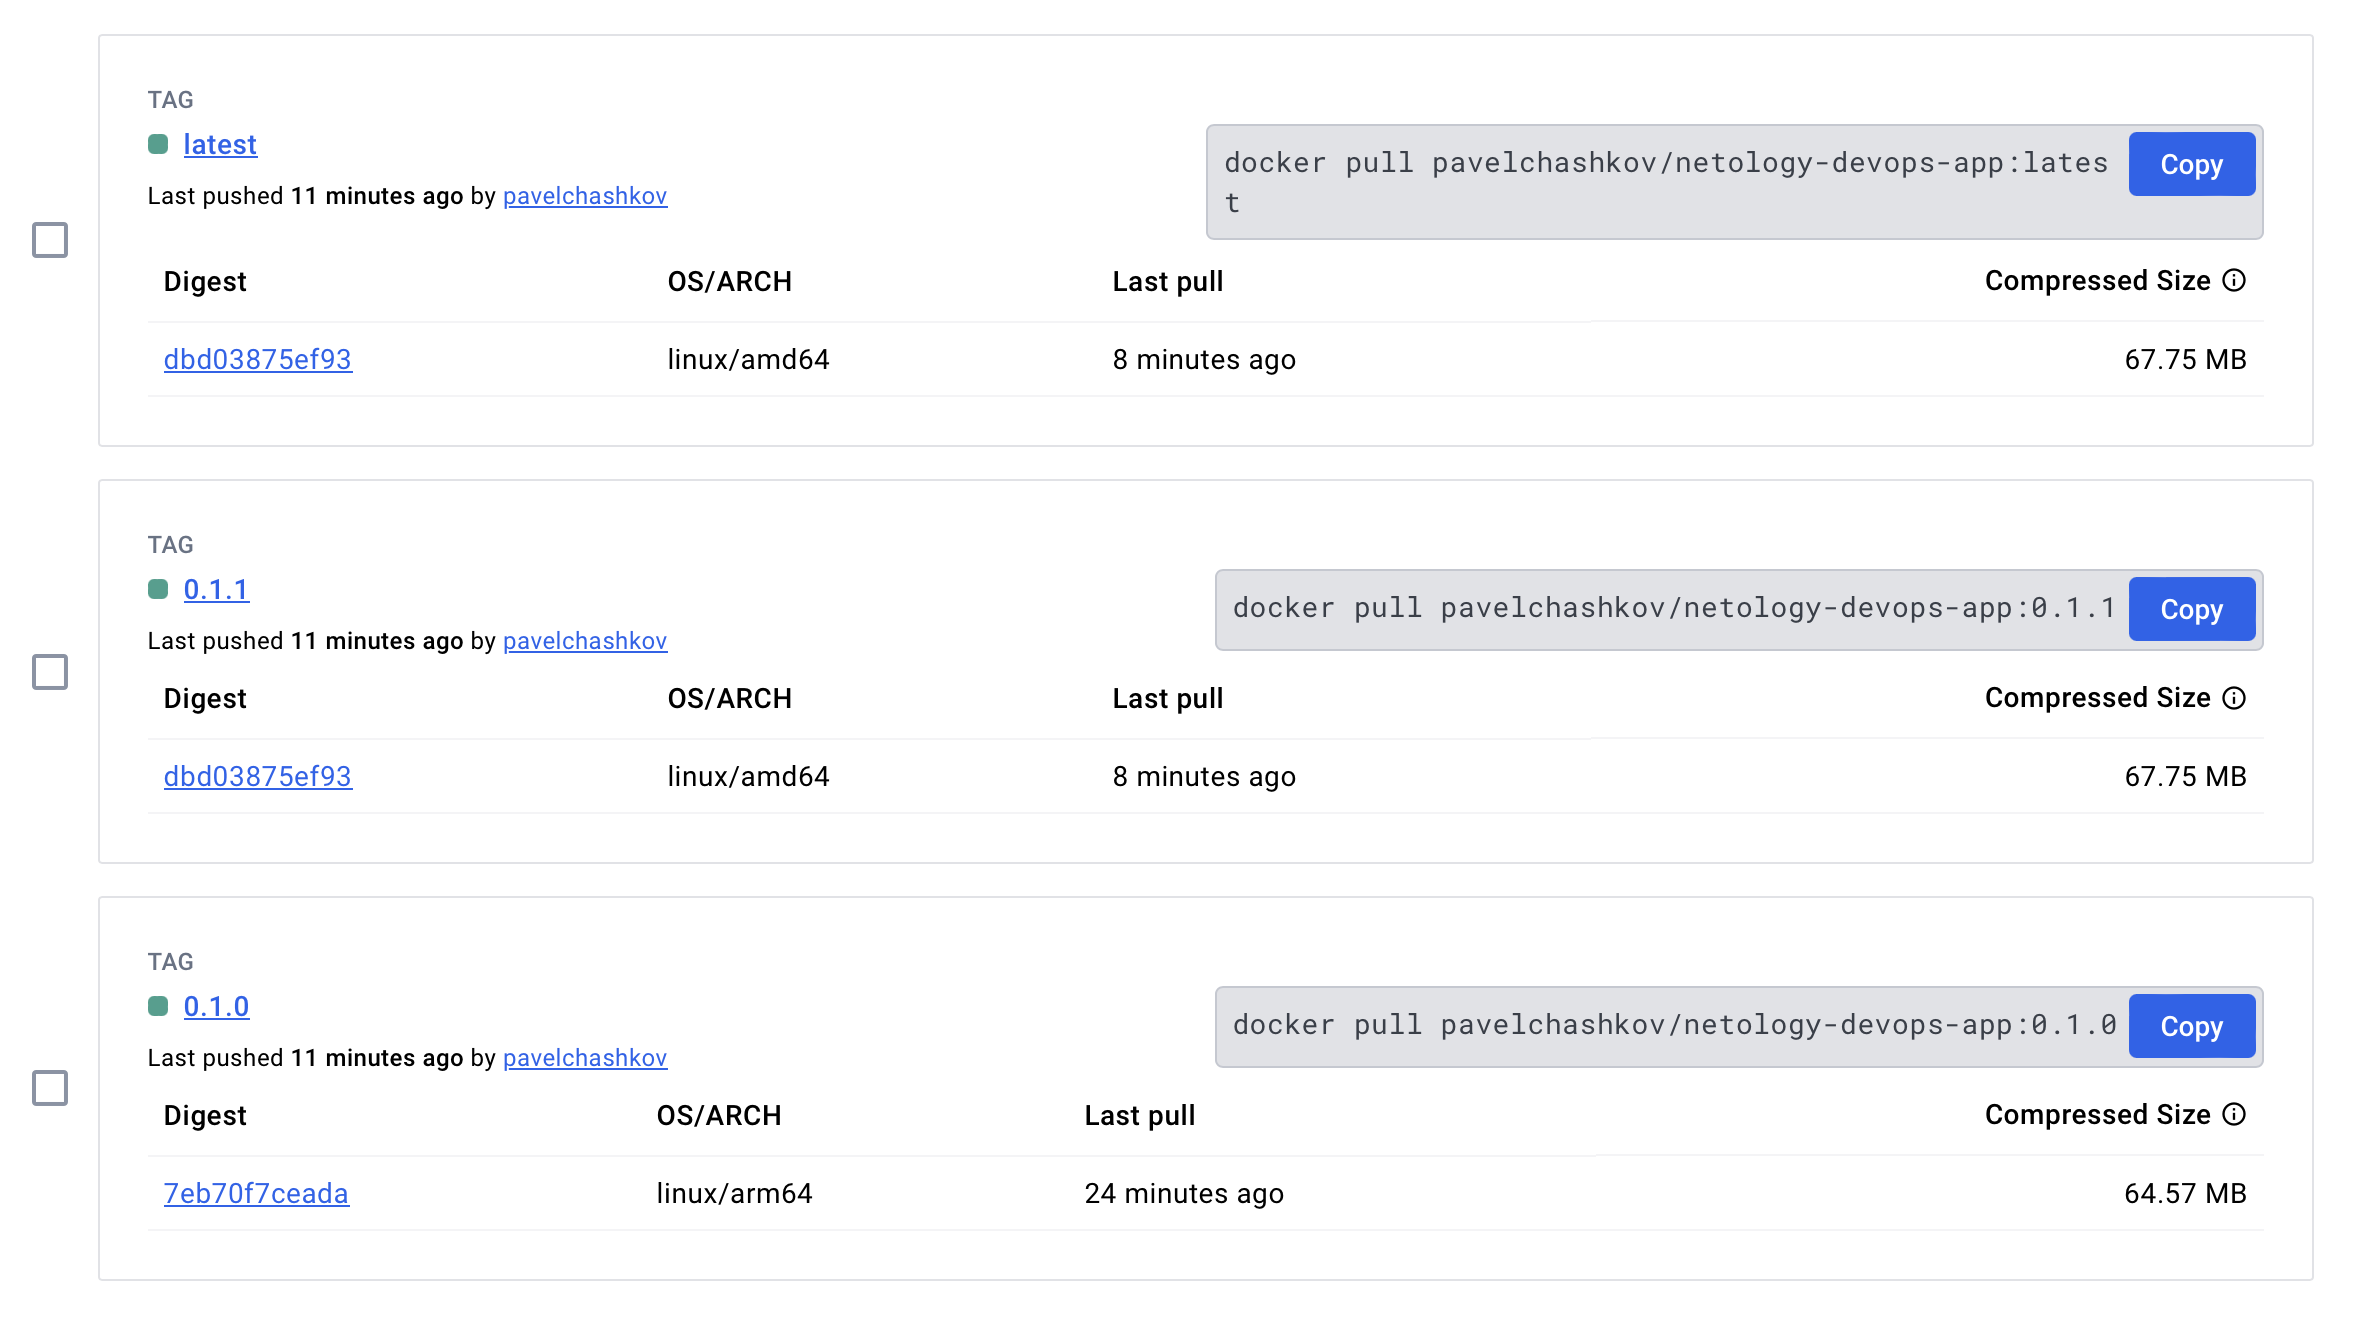 TAG
latest
Last pushed 11 minutes ago by pavelchashkov
docker pull pavelchashkov/netology-devops-app:lates
t
Copy
Digest OS/ARCH Last pull Compressed Size
dbd03875ef93 linux/amd64 8 minutes ago 67.75 MB
TAG
0.1.1
Last pushed 11 minutes ago by pavelchashkov
docker pull pavelchashkov/netology-devops-app:0.1.1
Copy
Digest OS/ARCH Last pull Compressed Size
dbd03875ef93 linux/amd64 8 minutes ago 67.75 MB
TAG
0.1.0
Last pushed 11 minutes ago by pavelchashkov
docker pull pavelchashkov/netology-devops-app:0.1.0
Copy
Digest OS/ARCH Last pull Compressed Size
7eb70f7ceada linux/arm64 24 minutes ago 64.57 MB